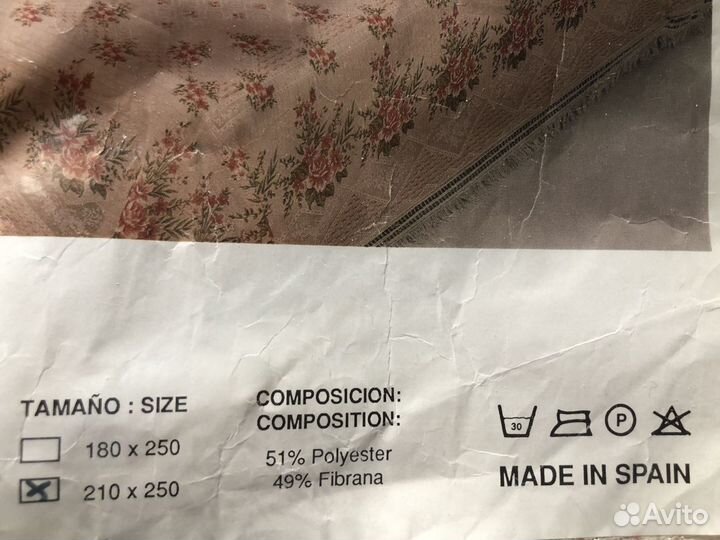 TAMAÑO : SIZE
180 x 250
210 x 250
COMPOSICION:
COMPOSITION:
51% Polyester
49% Fibrana
30
P
MADE IN SPAIN
Avito